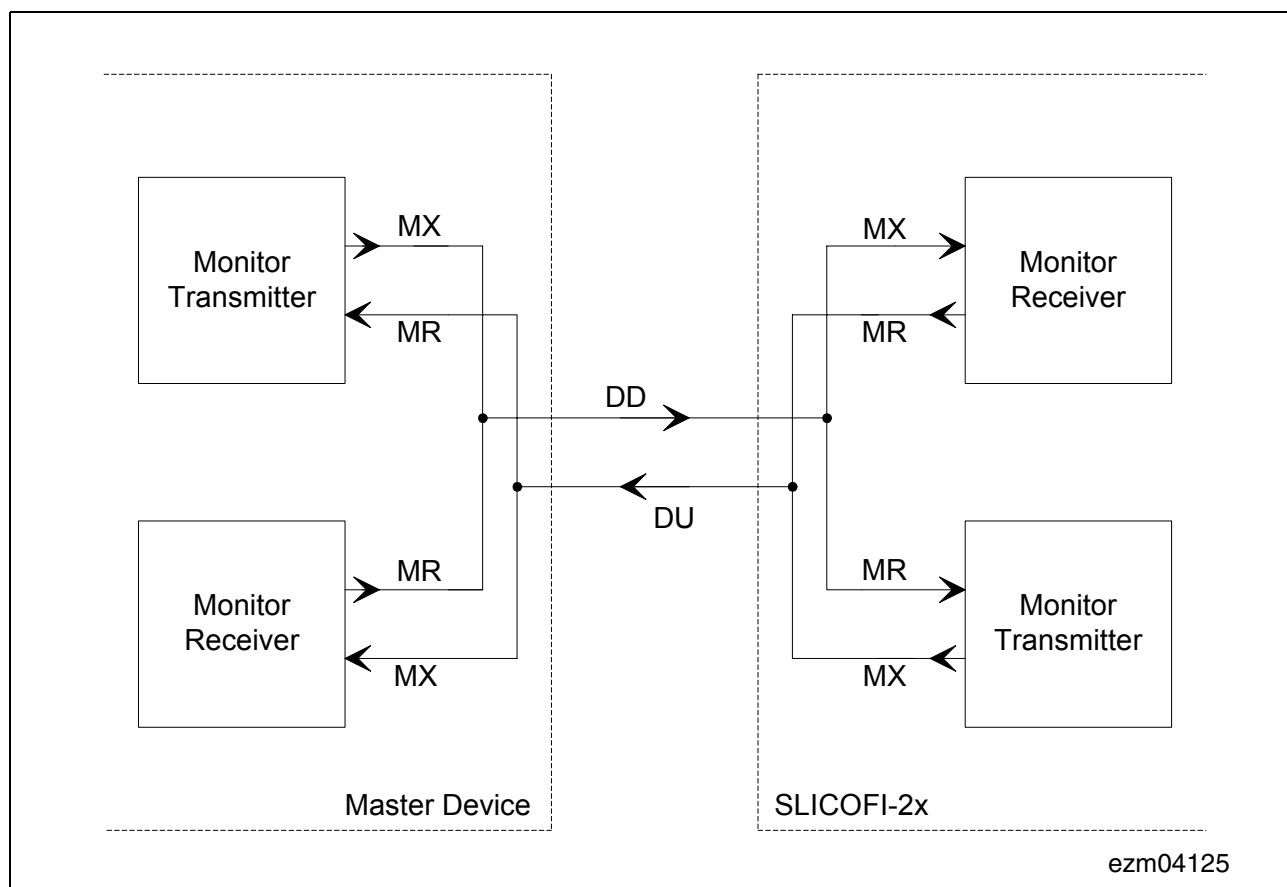 MX
Monitor
Transmitter
MR
MX
Monitor
Receiver
MR
DD
DU
MR
Monitor
Receiver
MX
MR
Monitor
Transmitter
MX
Master Device
SLICOFI-2x
ezm04125